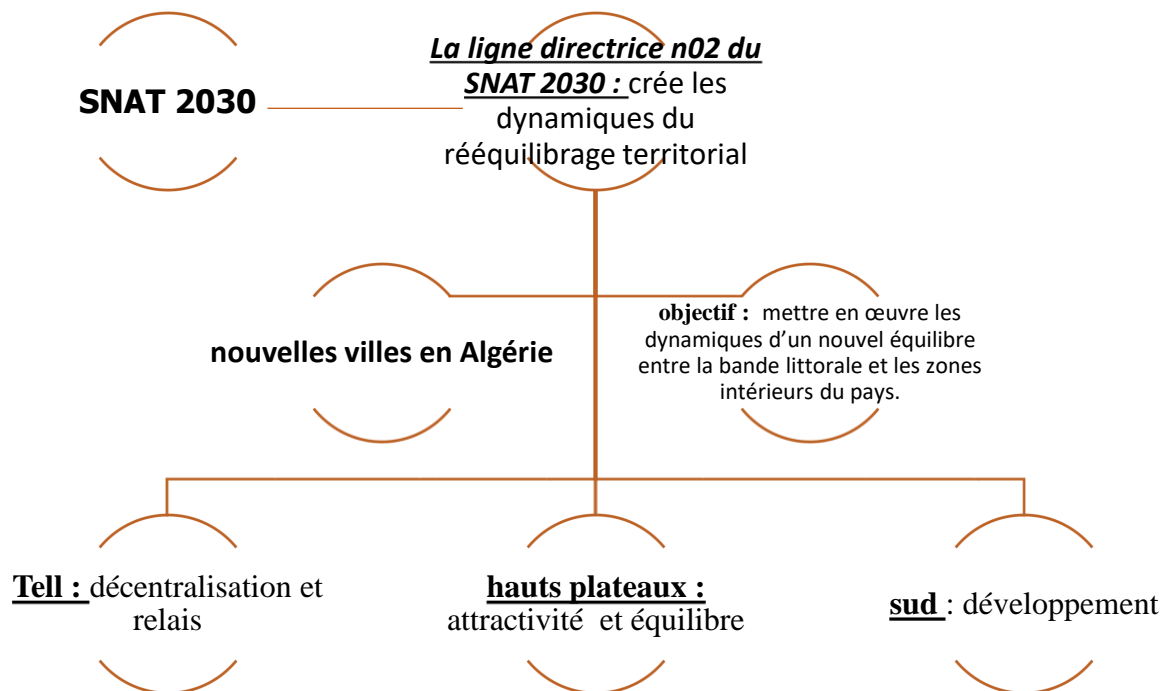 SNAT 2030
La ligne directrice n02 du
SNAT 2030 : crée les
dynamiques du
rééquilibrage territorial
nouvelles villes en Algérie
objectif : mettre en œuvre les
dynamiques d’un nouvel équilibre
entre la bande littorale et les zones
intérieurs du pays.
Tell : décentralisation et
relais
hauts plateaux :
attractivité et équilibre
sud : développement